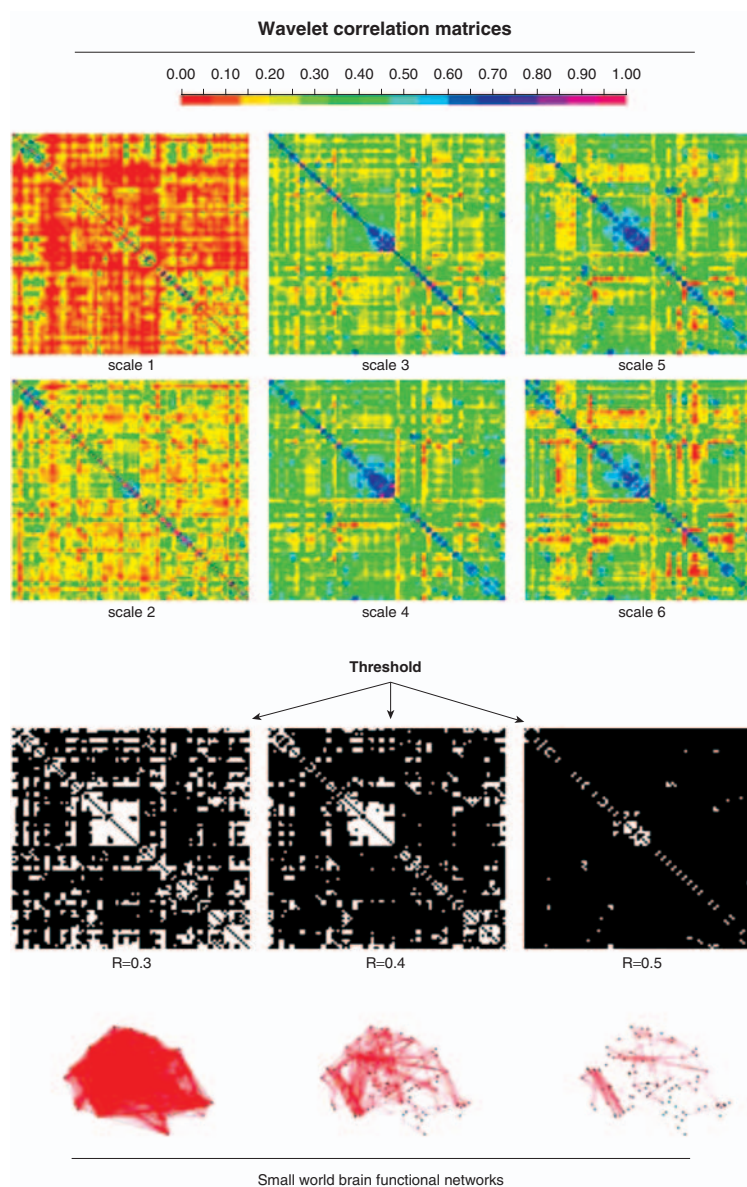 Wavelet correlation matrices
0.00 0.10 0.20 0.30 0.40 0.50 0.60 0.70 0.80 0.90 1.00
scale 1 scale 3 scale 5
scale 2 scale 4 scale 6
Threshold
R=0.3 R=0.4 R=0.5
Small world brain functional networks